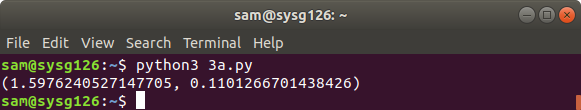 sam@sysg126: ~
File Edit View Search Terminal Help
sam@sysg126:~$ python3 3a.py
(1.5976240527147705, 0.1101266701438426)
sam@sysg126:~$